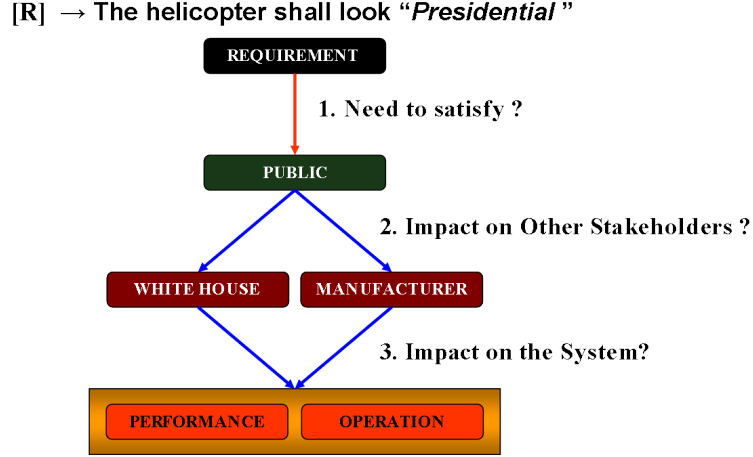 [R] → The helicopter shall look “Presidential ”
REQUIREMENT
1. Need to satisfy ?
PUBLIC
2. Impact on Other Stakeholders ?
WHITE HOUSE MANUFACTURER
3. Impact on the System?
PERFORMANCE OPERATION